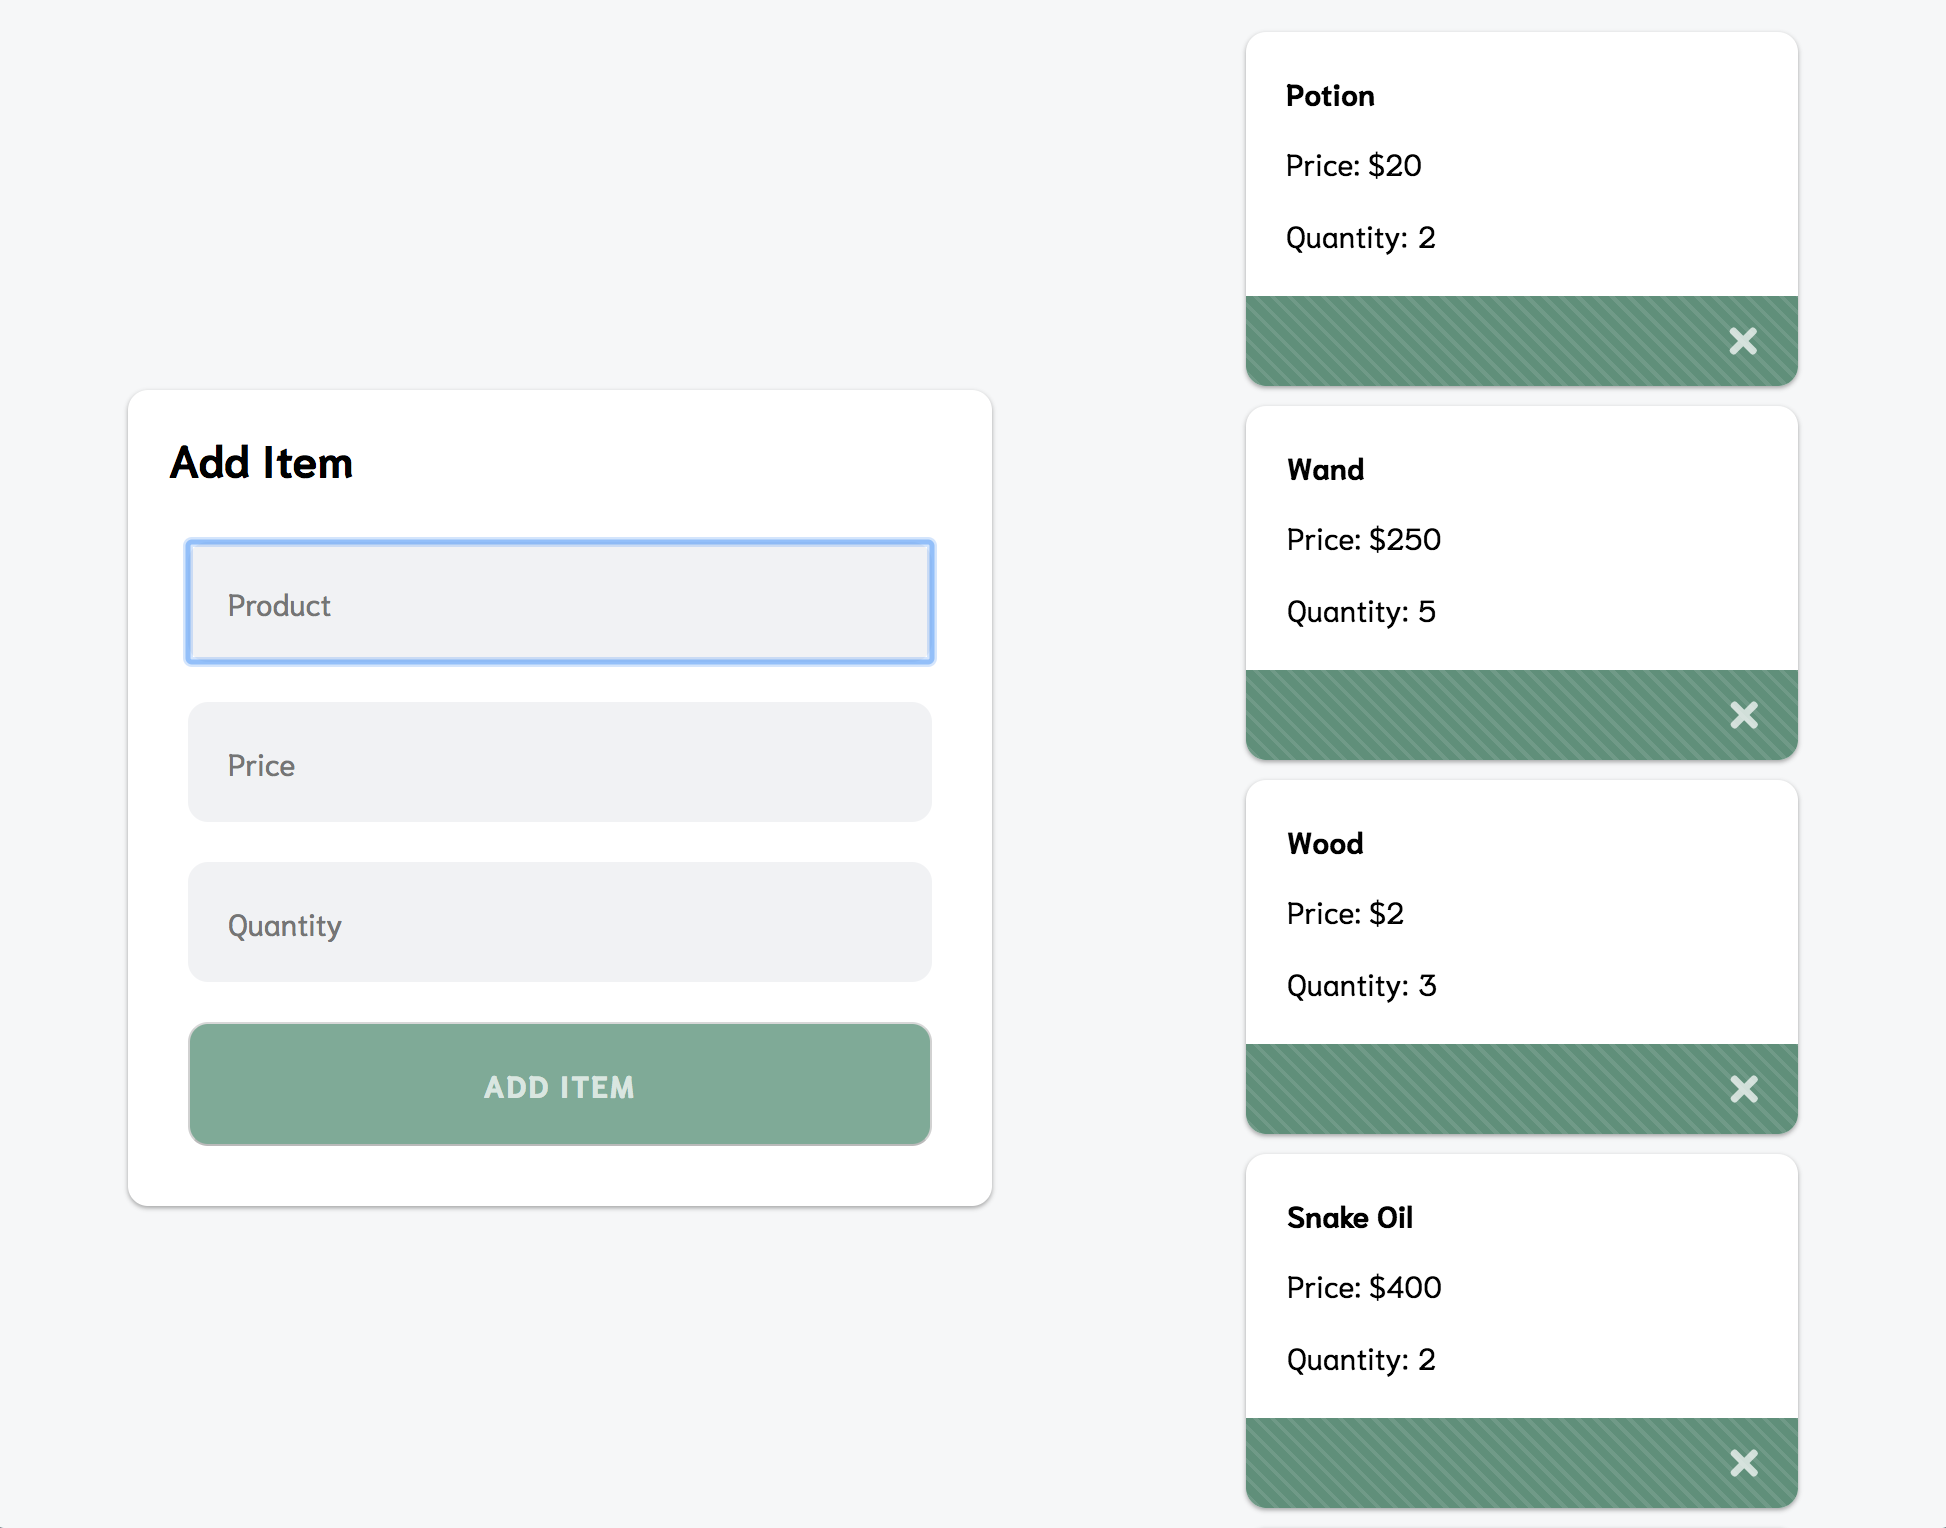 Add Item
Product
Price
Quantity
ADD ITEM
Potion
Price: $20
Quantity: 2
Wand
Price: $250
Quantity: 5
Wood
Price: $2
Quantity: 3
Snake Oil
Price: $400
Quantity: 2